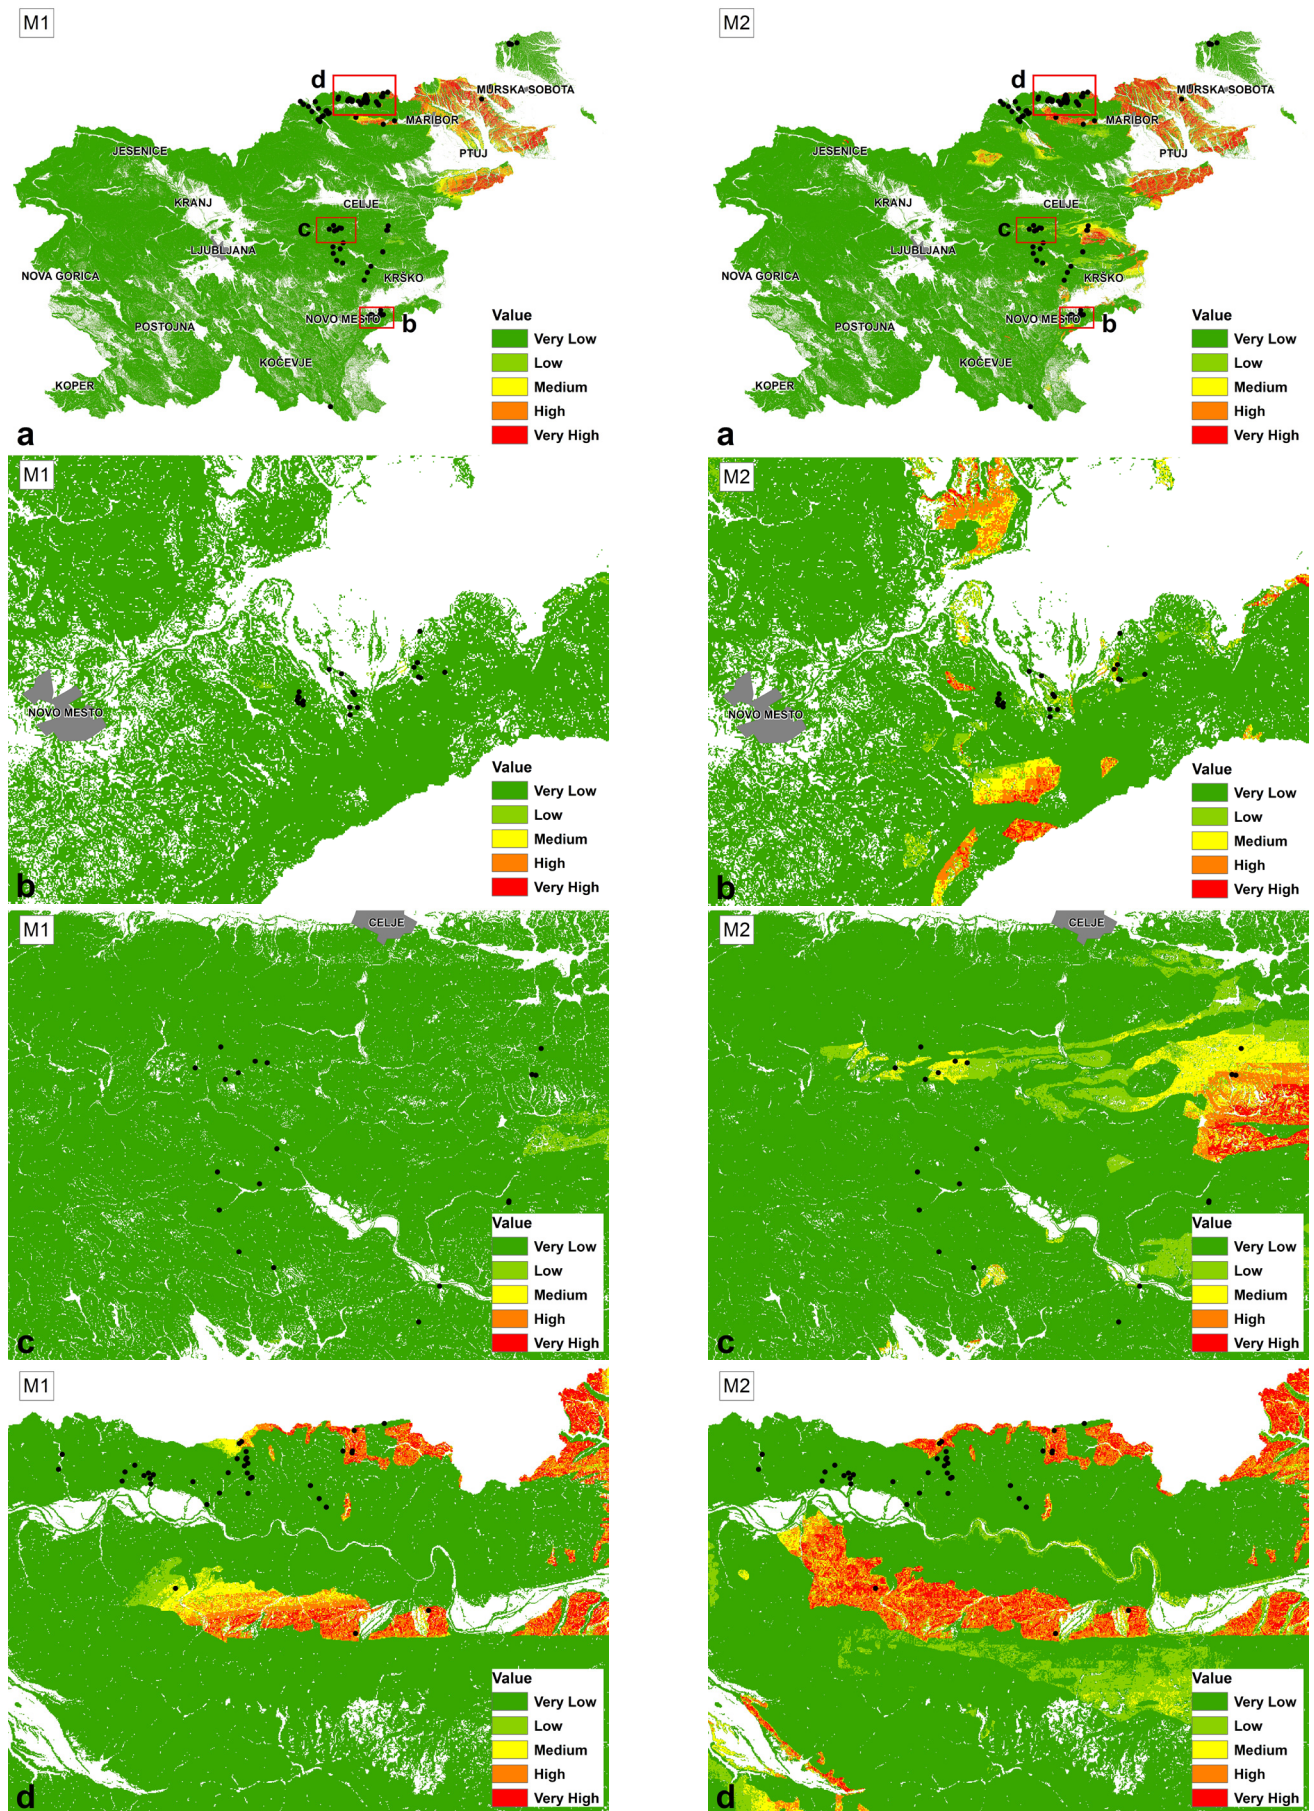 M1
d
MURSKA SOBOTA
MARIBOR
JESENICE
PTUJ
KRANJ
CELJE
c
LJUBLJANA
NOVA GORICA
KRŠKO
NOVO MESTO
b
POSTOJNA
KOČEVJE
KOPER
Value
Very Low
Low
Medium
High
Very High
a
M2
d
MURSKA SOBOTA
MARIBOR
JESENICE
PTUJ
KRANJ
CELJE
c
LJUBLJANA
NOVA GORICA
KRŠKO
NOVO MESTO
b
POSTOJNA
KOČEVJE
KOPER
Value
Very Low
Low
Medium
High
Very High
a
M1
NOVO MESTO
Value
Very Low
Low
Medium
High
Very High
b
M2
NOVO MESTO
Value
Very Low
Low
Medium
High
Very High
b
M1
CELJE
Value
Very Low
Low
Medium
High
Very High
c
M2
CELJE
Value
Very Low
Low
Medium
High
Very High
c
M1
Value
Very Low
Low
Medium
High
Very High
d
M2
Value
Very Low
Low
Medium
High
Very High
d